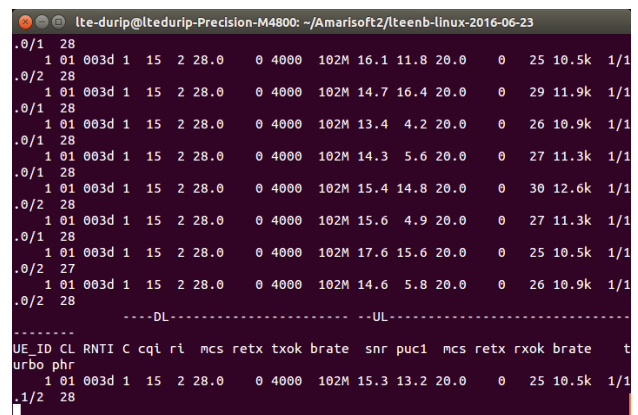 lte-durip@ltedurip-Precision-M4800: ~/Amarisoft2/lteenb-linux-2016-06-23
.0/1 28
1 01 003d 1 15 2 28.0 0 4000 102M 16.1 11.8 20.0 0 25 10.5k 1/1
.0/2 28
1 01 003d 1 15 2 28.0 0 4000 102M 14.7 16.4 20.0 0 29 11.9k 1/1
.0/2 28
1 01 003d 1 15 2 28.0 0 4000 102M 13.4 4.2 20.0 0 26 10.9k 1/1
.0/1 28
1 01 003d 1 15 2 28.0 0 4000 102M 14.3 5.6 20.0 0 27 11.3k 1/1
.0/1 28
1 01 003d 1 15 2 28.0 0 4000 102M 15.4 14.8 20.0 0 30 12.6k 1/1
.0/2 28
1 01 003d 1 15 2 28.0 0 4000 102M 15.6 4.9 20.0 0 27 11.3k 1/1
.0/1 28
1 01 003d 1 15 2 28.0 0 4000 102M 17.6 15.6 20.0 0 25 10.5k 1/1
.0/2 27
1 01 003d 1 15 2 28.0 0 4000 102M 14.6 5.8 20.0 0 26 10.9k 1/1
.0/2 28
----DL----------------------- --UL-------------------------------
--------
UE_ID CL RNTI C cqi ri mcs retx txok brate snr puc1 mcs retx rxok brate t
urbo phr
1 01 003d 1 15 2 28.0 0 4000 102M 15.3 13.2 20.0 0 25 10.5k 1/1
.1/2 28